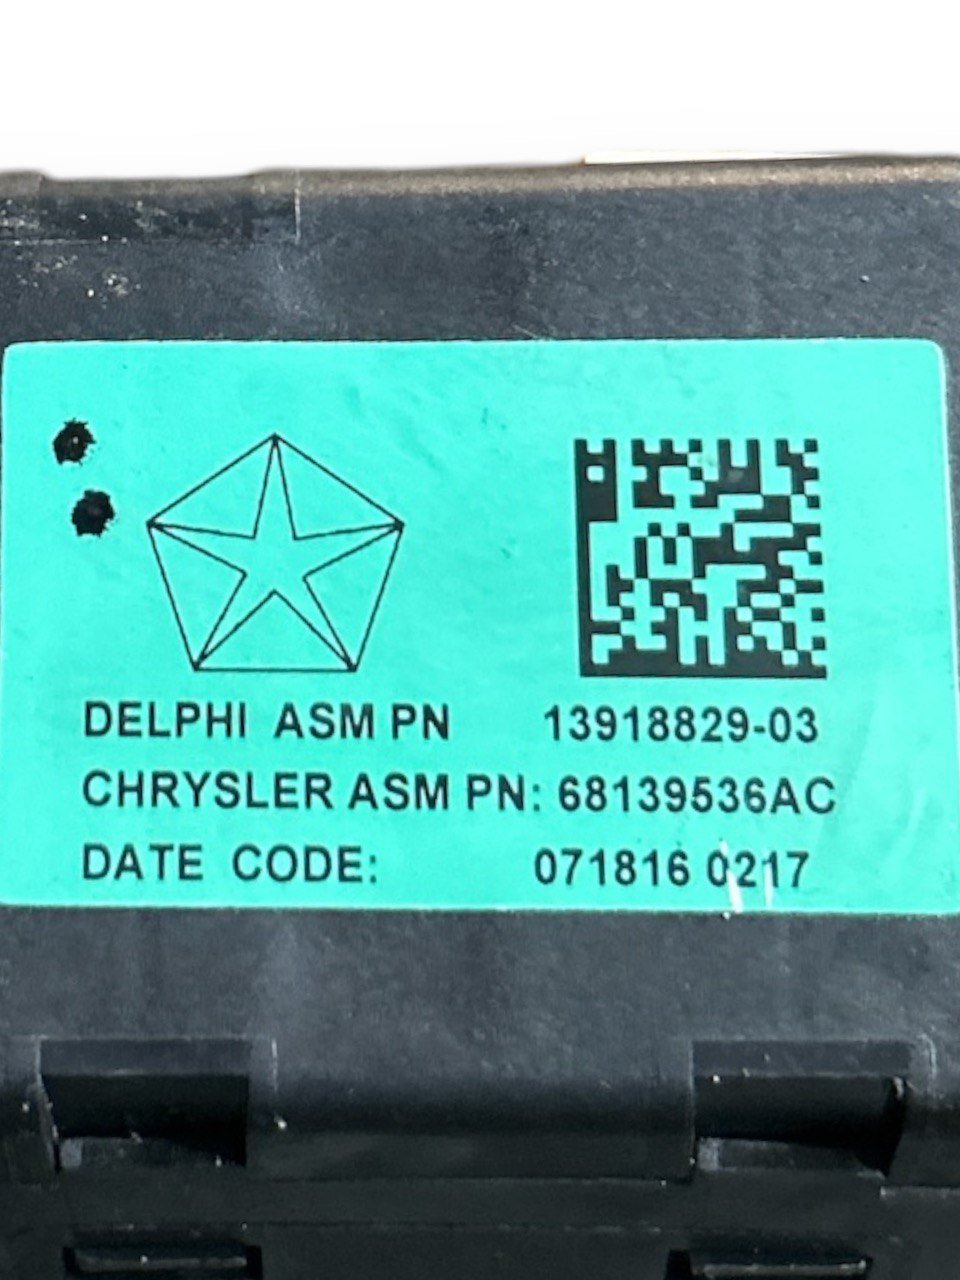 DELPHI ASM PN 13918829-03
CHRYSLER ASM PN: 68139536AC
DATE CODE: 071816 0217